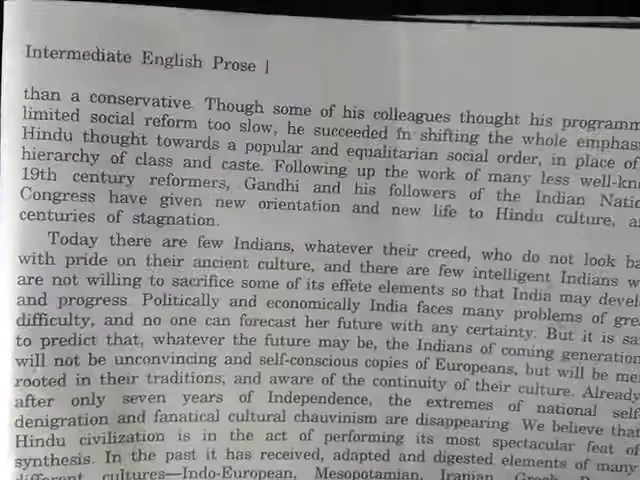 Intermediate English Prose |
than a conservative. Though some of his colleagues thought his programm
limited social reform too slow, he succeeded in shifting the whole emphas
Hindu thought towards a popular and equalitarian social order, in place of
hierarchy of class and caste. Following up the work of many less well-kn
19th century reformers, Gandhi and his followers of the Indian Natio
Congress have given new orientation and new life to Hindu culture, a
centuries of stagnation.
Today there are few Indians, whatever their creed, who do not look ba
with pride on their ancient culture, and there are few intelligent Indians w
are not willing to sacrifice some of its effete elements so that India may devel
and progress. Politically and economically India faces many problems of gre
difficulty, and no one can forecast her future with any certainty. But it is sa
to predict that, whatever the future may be, the Indians of coming generation
will not be unconvincing and self-conscious copies of Europeans, but will be me
rooted in their traditions, and aware of the continuity of their culture. Already
after only seven years of Independence, the extremes of national self
denigration and fanatical cultural chauvinism are disappearing. We believe that
Hindu civilization is in the act of performing its most spectacular feat of
synthesis. In the past it has received, adapted and digested elements of many
different cultures—Indo-European, Mesopotamian, Iranian, Greek